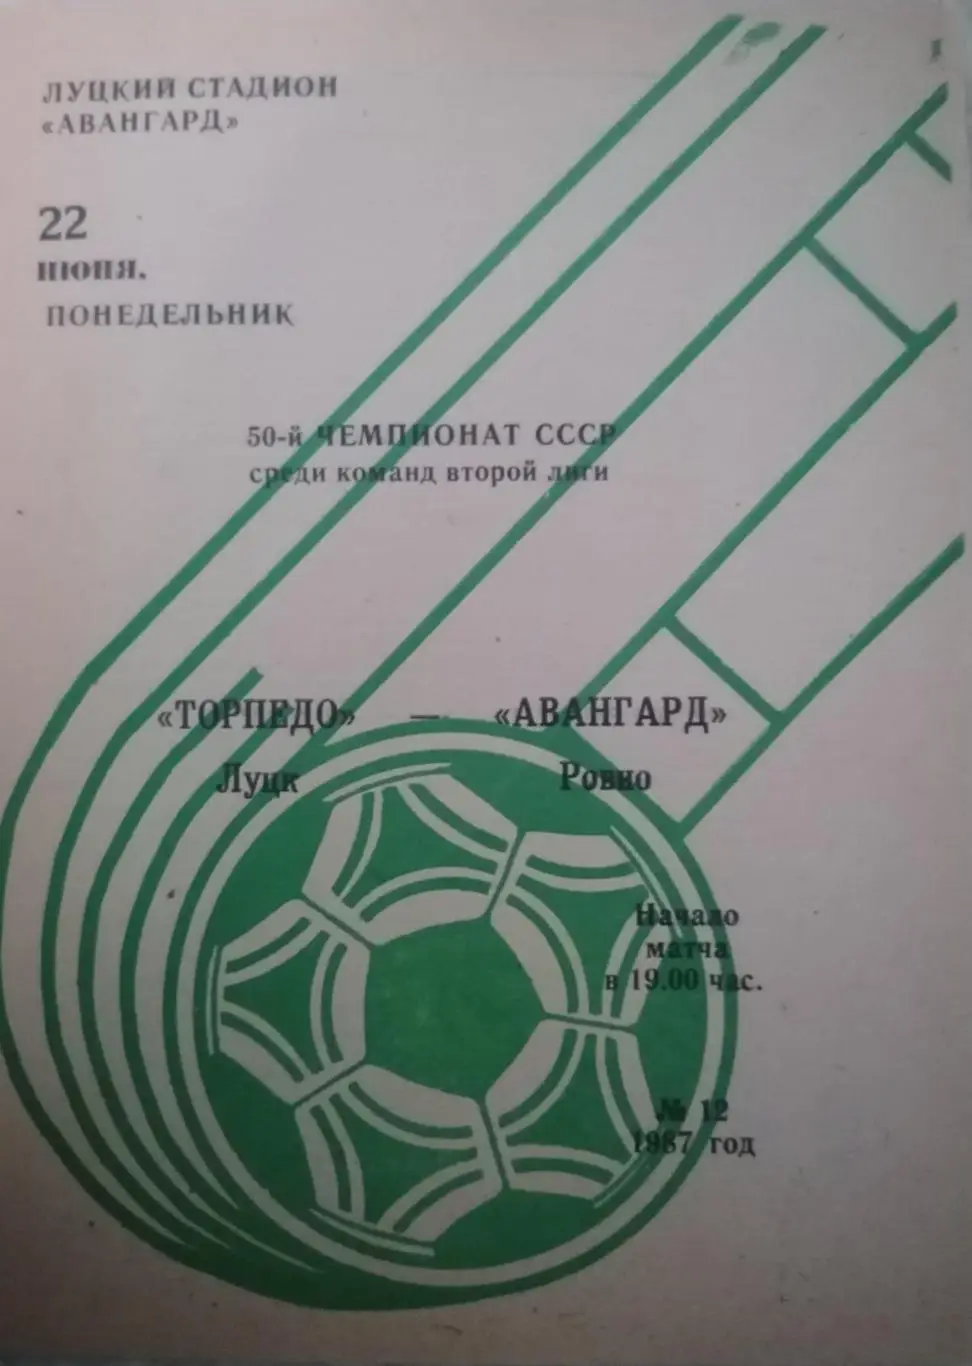 ЛУЦКИЙ СТАДИОН
«АВАНГАРД»
22
июня.
ПОНЕДЕЛЬНИК
50-й ЧЕМПИОНАТ СССР
среди команд второй лиги
«ТОРПЕДО» — «АВАНГАРД»
Луцк Ровно
Начало
матча
в 19.00 час.
№ 12
1987 год